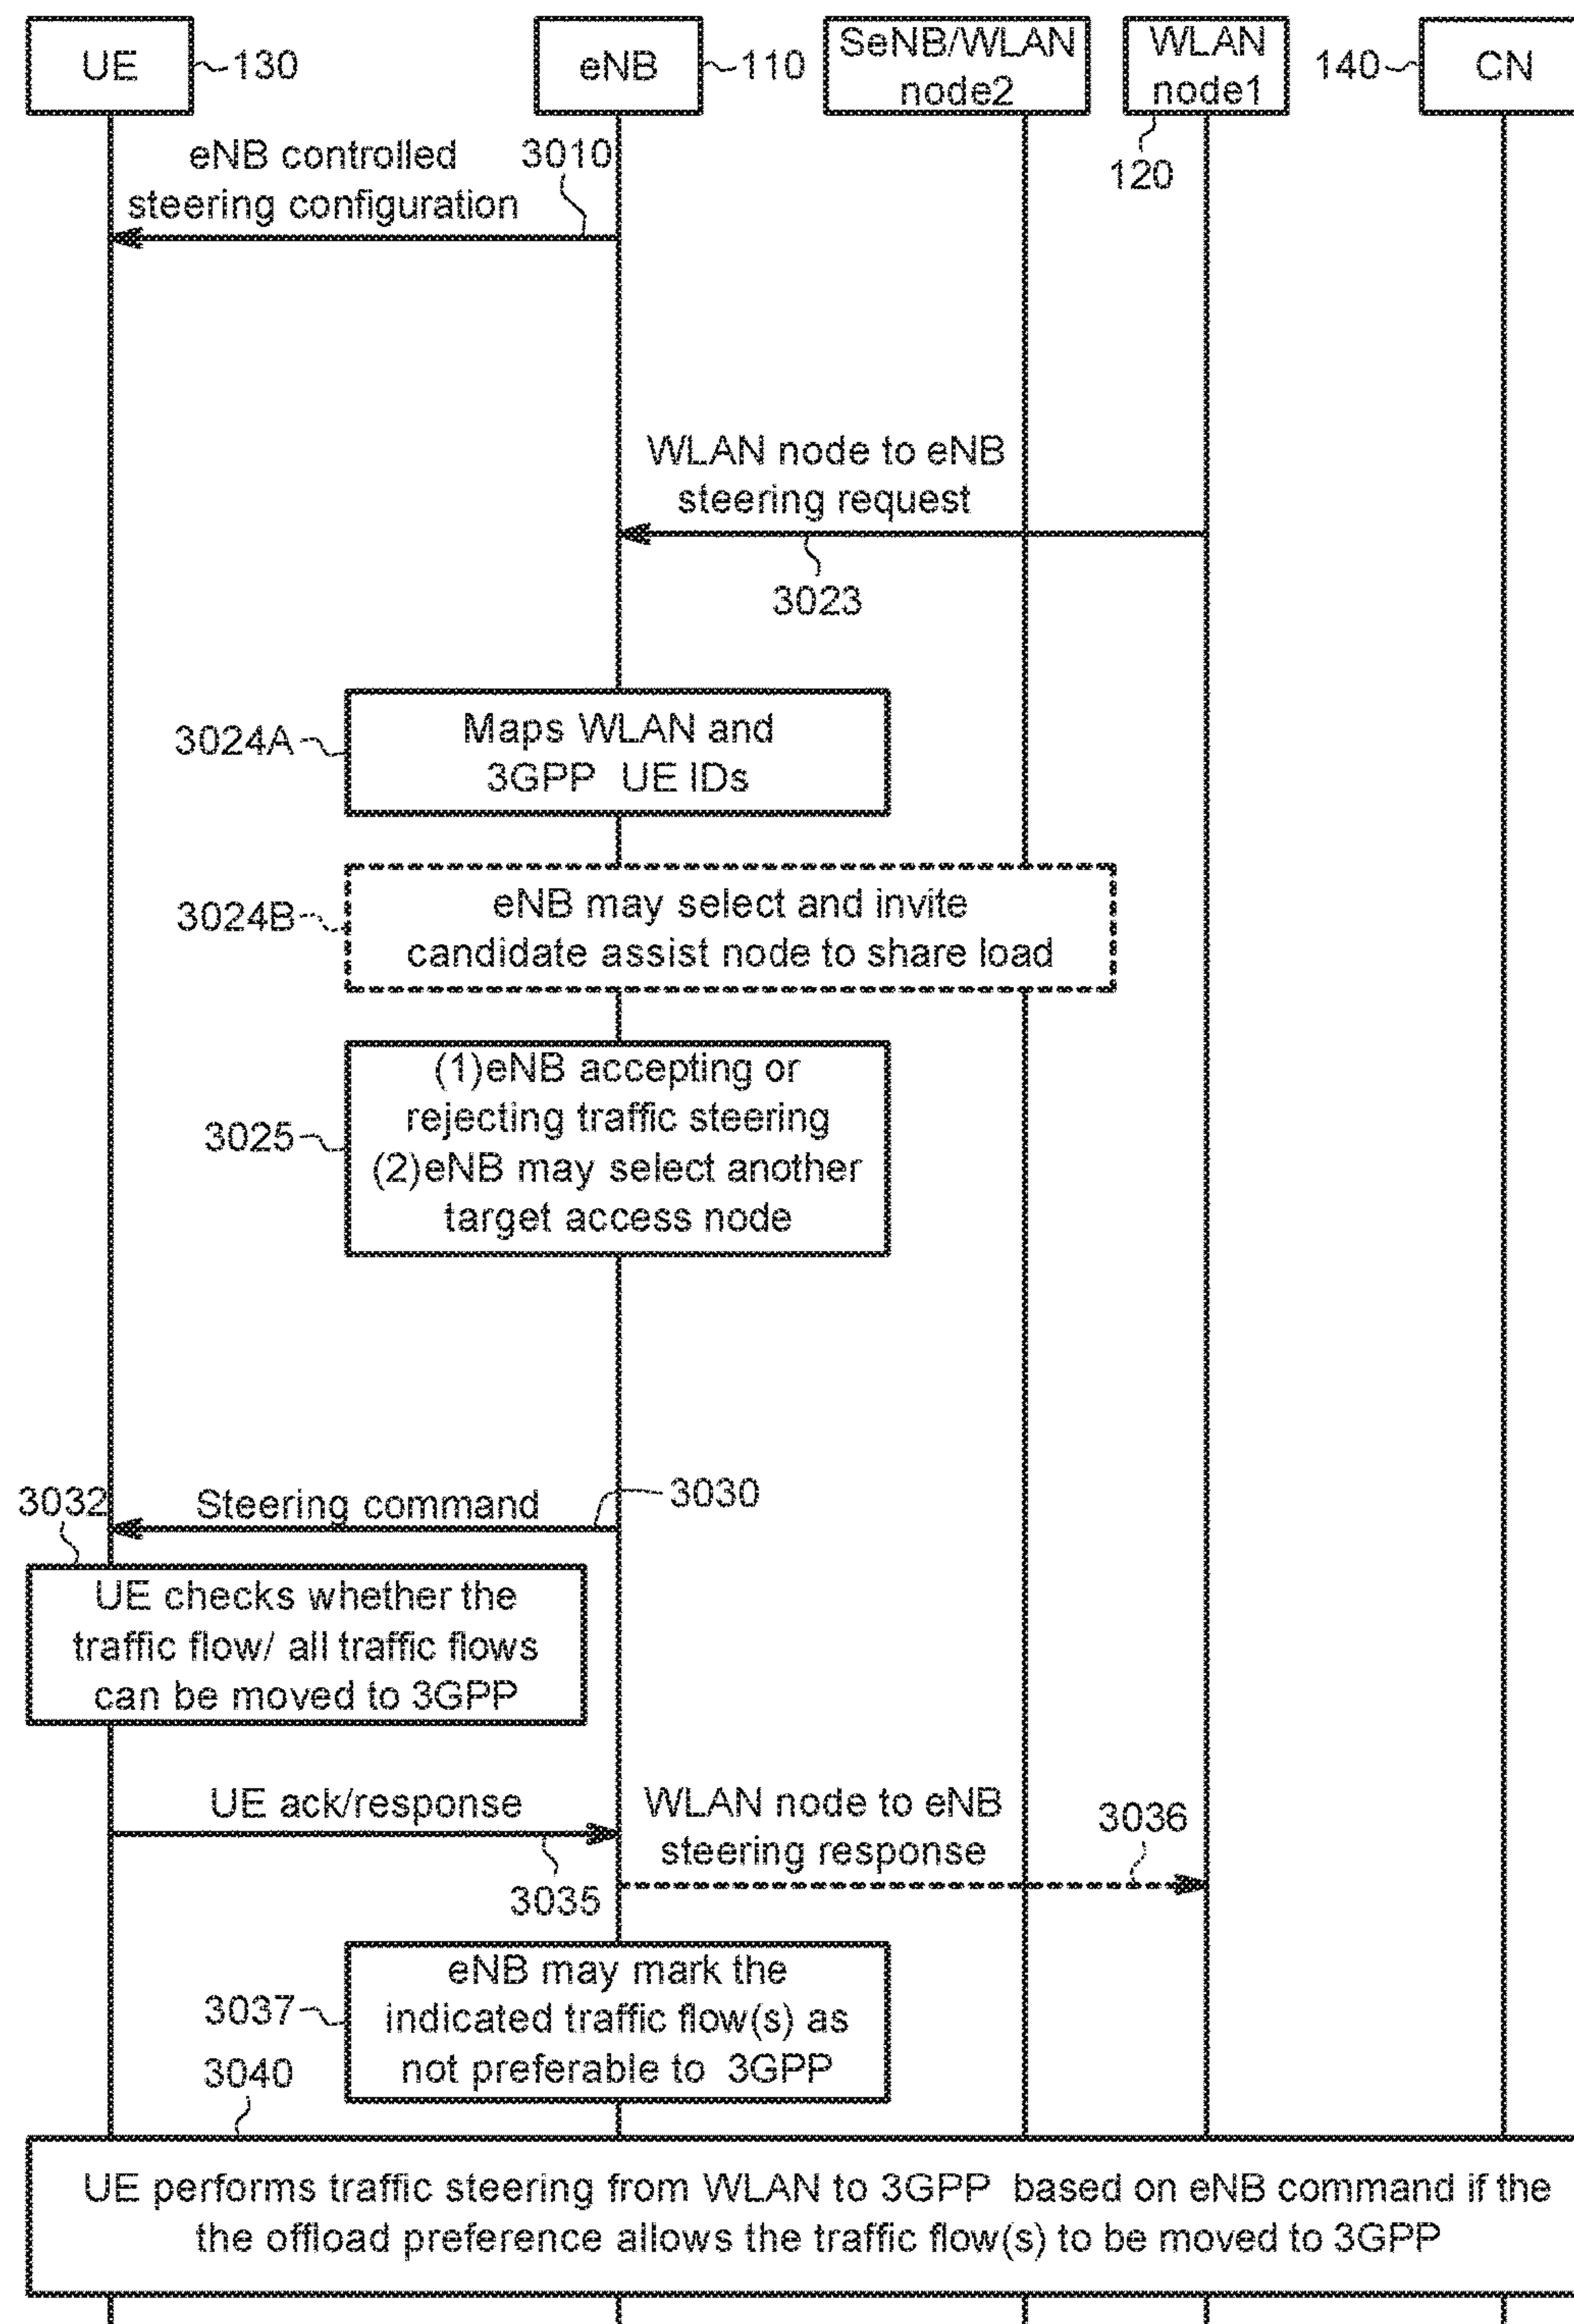 UE
130
eNB
110
SeNB/WLAN
node2
WLAN
node1
120
140
CN
eNB controlled
steering configuration
3010
WLAN node to eNB
steering request
3023
3024A
Maps WLAN and
3GPP UE IDs
3024B
eNB may select and invite
candidate assist node to share load
3025
(1)eNB accepting or
rejecting traffic steering
(2)eNB may select another
target access node
3032
Steering command
3030
UE checks whether the
traffic flow/ all traffic flows
can be moved to 3GPP
UE ack/response
3035
WLAN node to eNB
steering response
3036
3037
eNB may mark the
indicated traffic flow(s) as
not preferable to 3GPP
3040
UE performs traffic steering from WLAN to 3GPP based on eNB command if the
the offload preference allows the traffic flow(s) to be moved to 3GPP